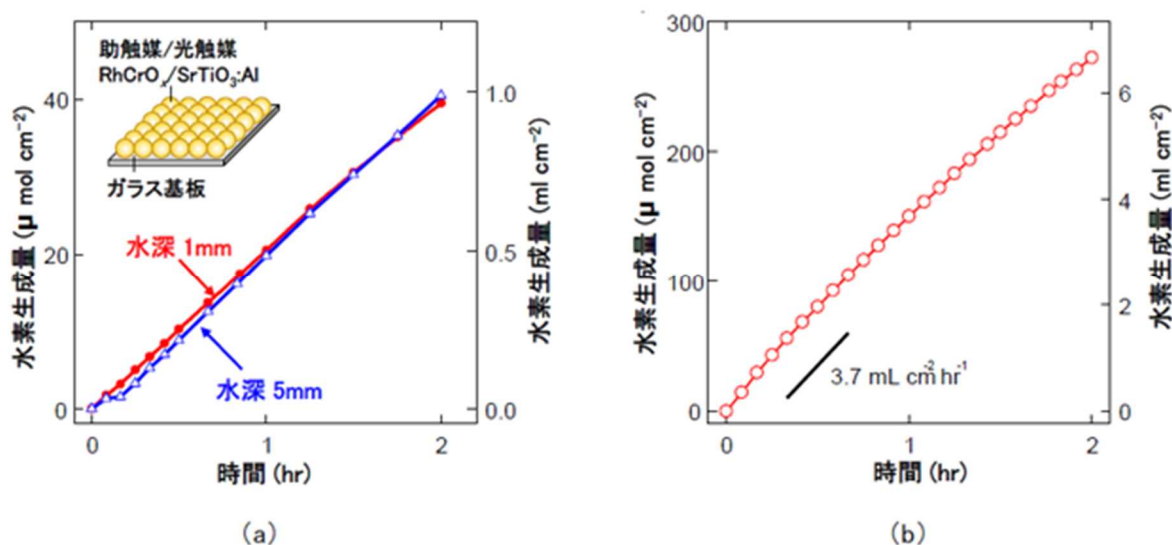 助触媒/光触媒
RhCrOx/SrTiO3:Al
ガラス基板
水深 1mm
水深 5mm
水素生成量 (μ mol cm-2)
40
20
0
水素生成量 (ml cm-2)
1.0
0.5
0.0
0
1
2
時間 (hr)
(a)
水素生成量 (μ mol cm-2)
300
200
100
0
水素生成量 (ml cm-2)
6
4
2
0
3.7 mL cm-2 hr-1
0
1
2
時間 (hr)
(b)